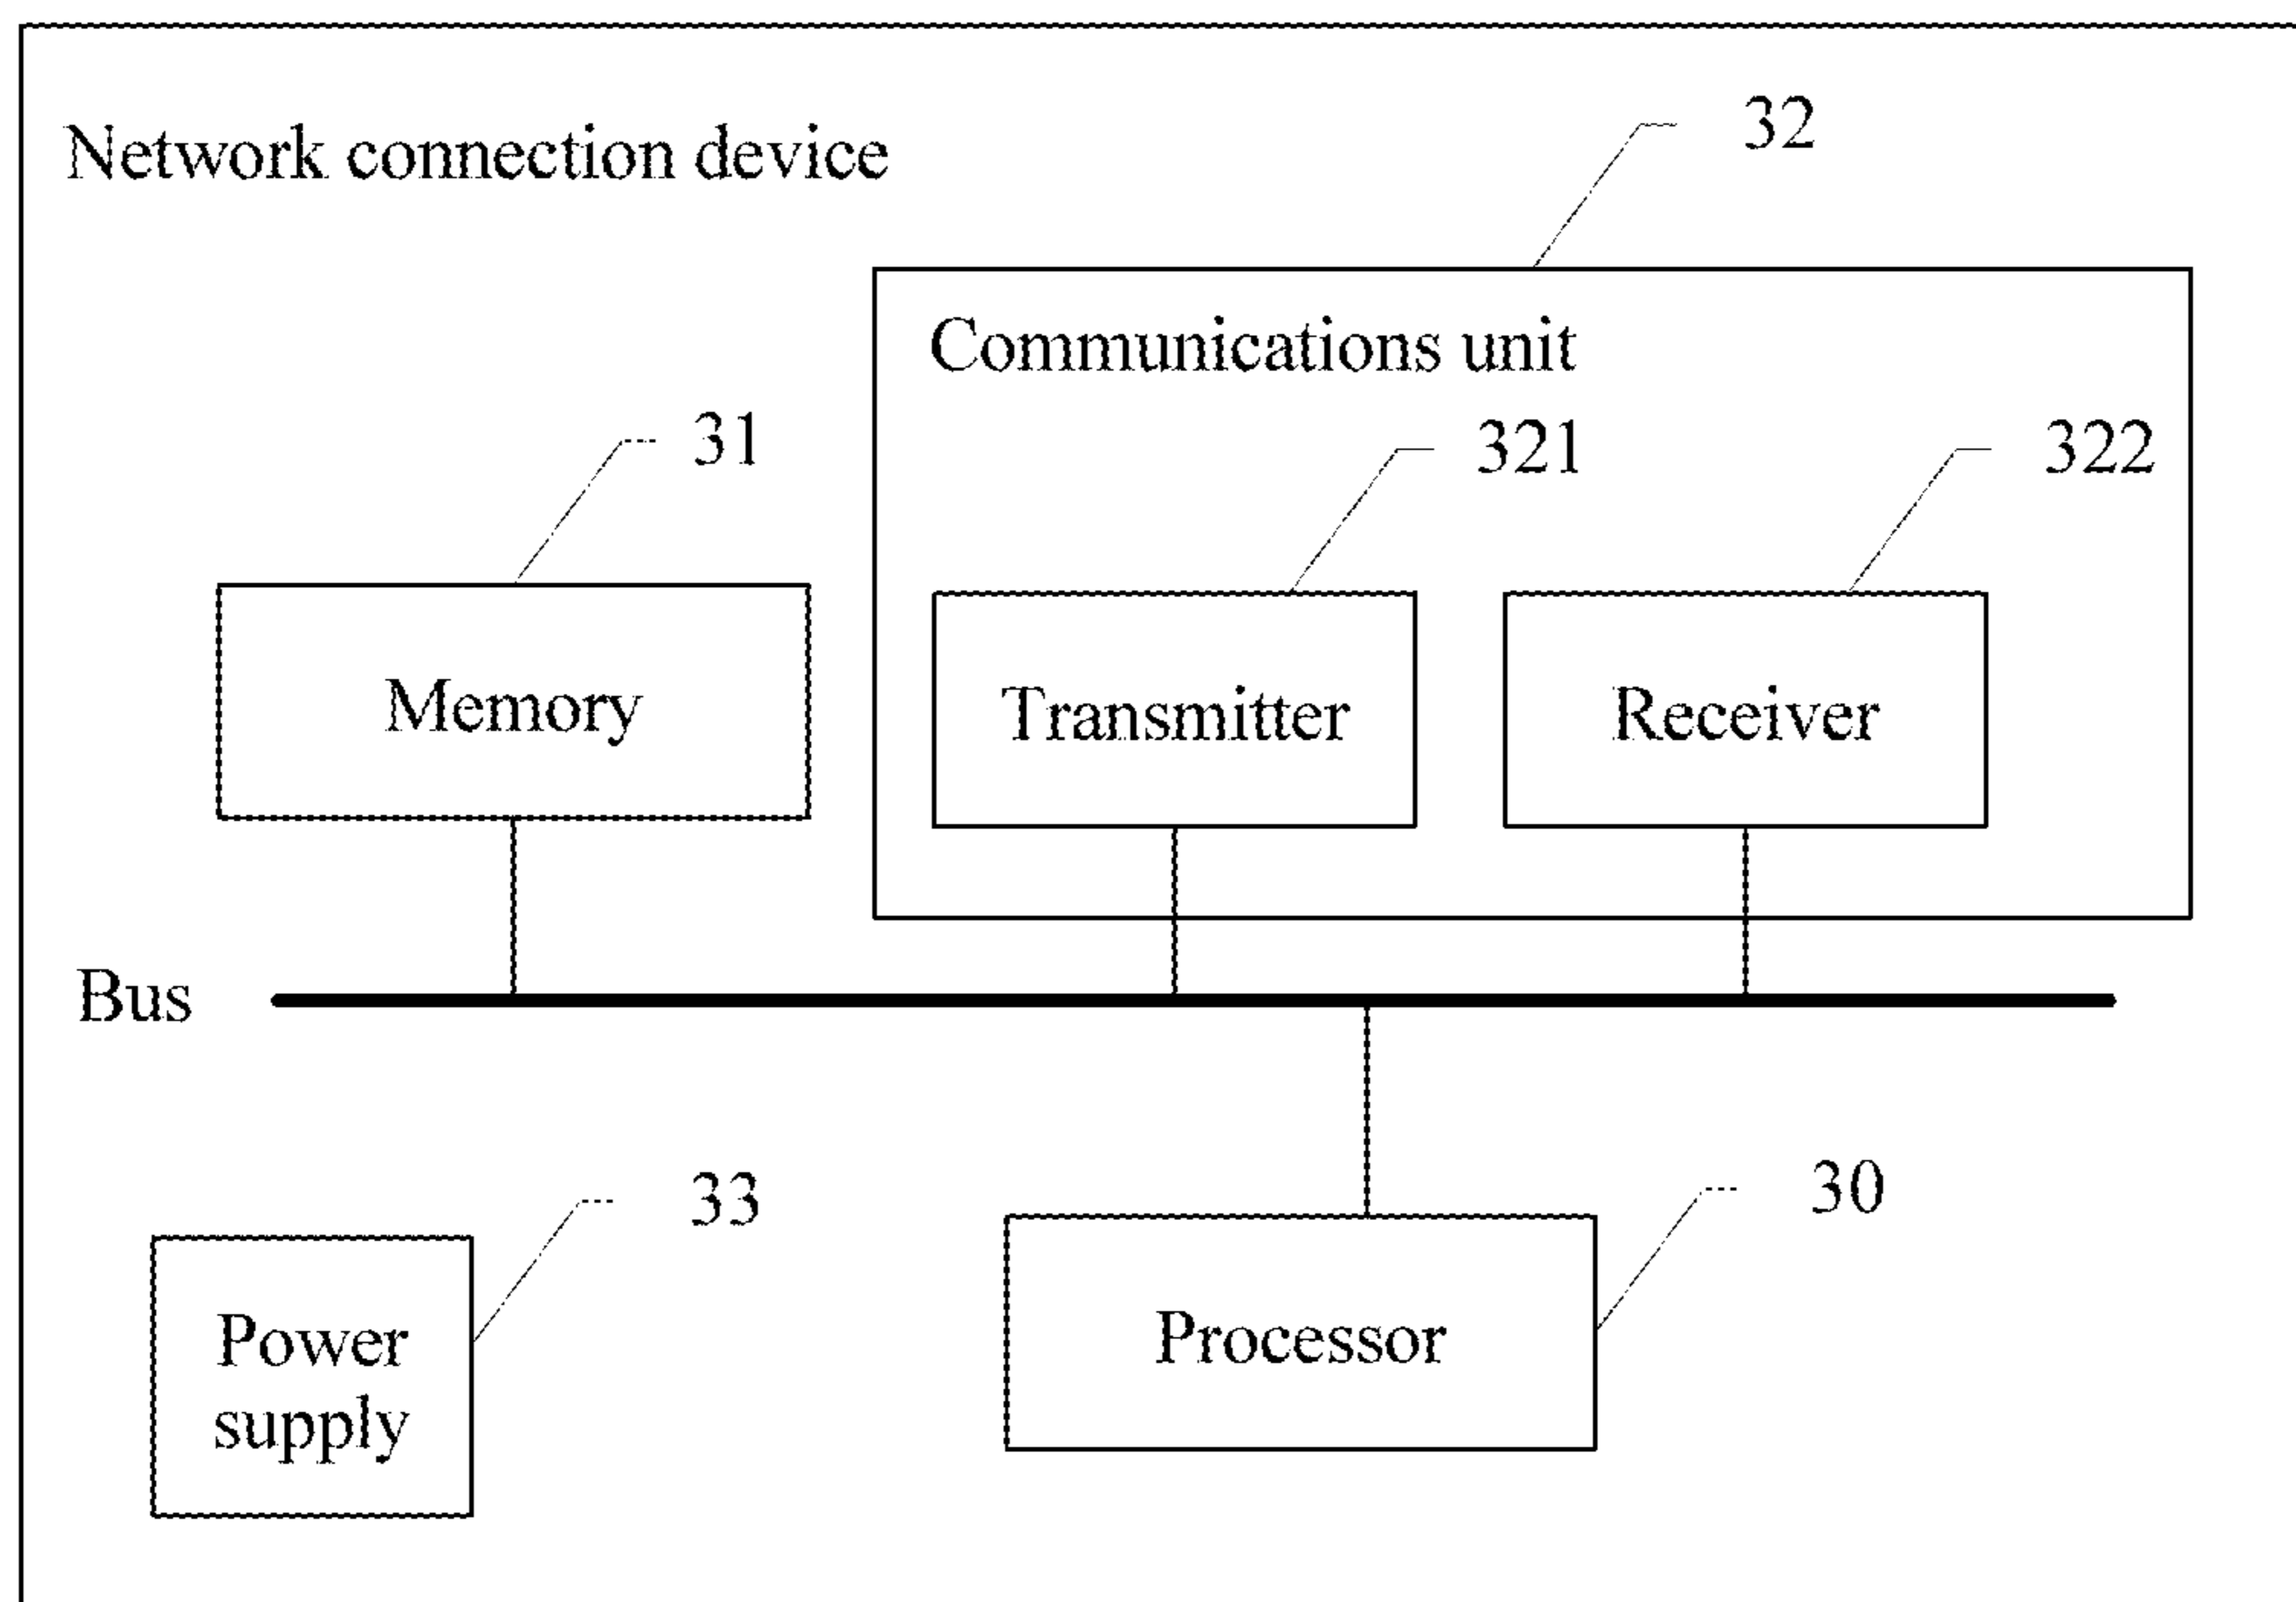 Network connection device
32
Communications unit
31
321
322
Memory
Transmitter
Receiver
Bus
33
30
Power
supply
Processor